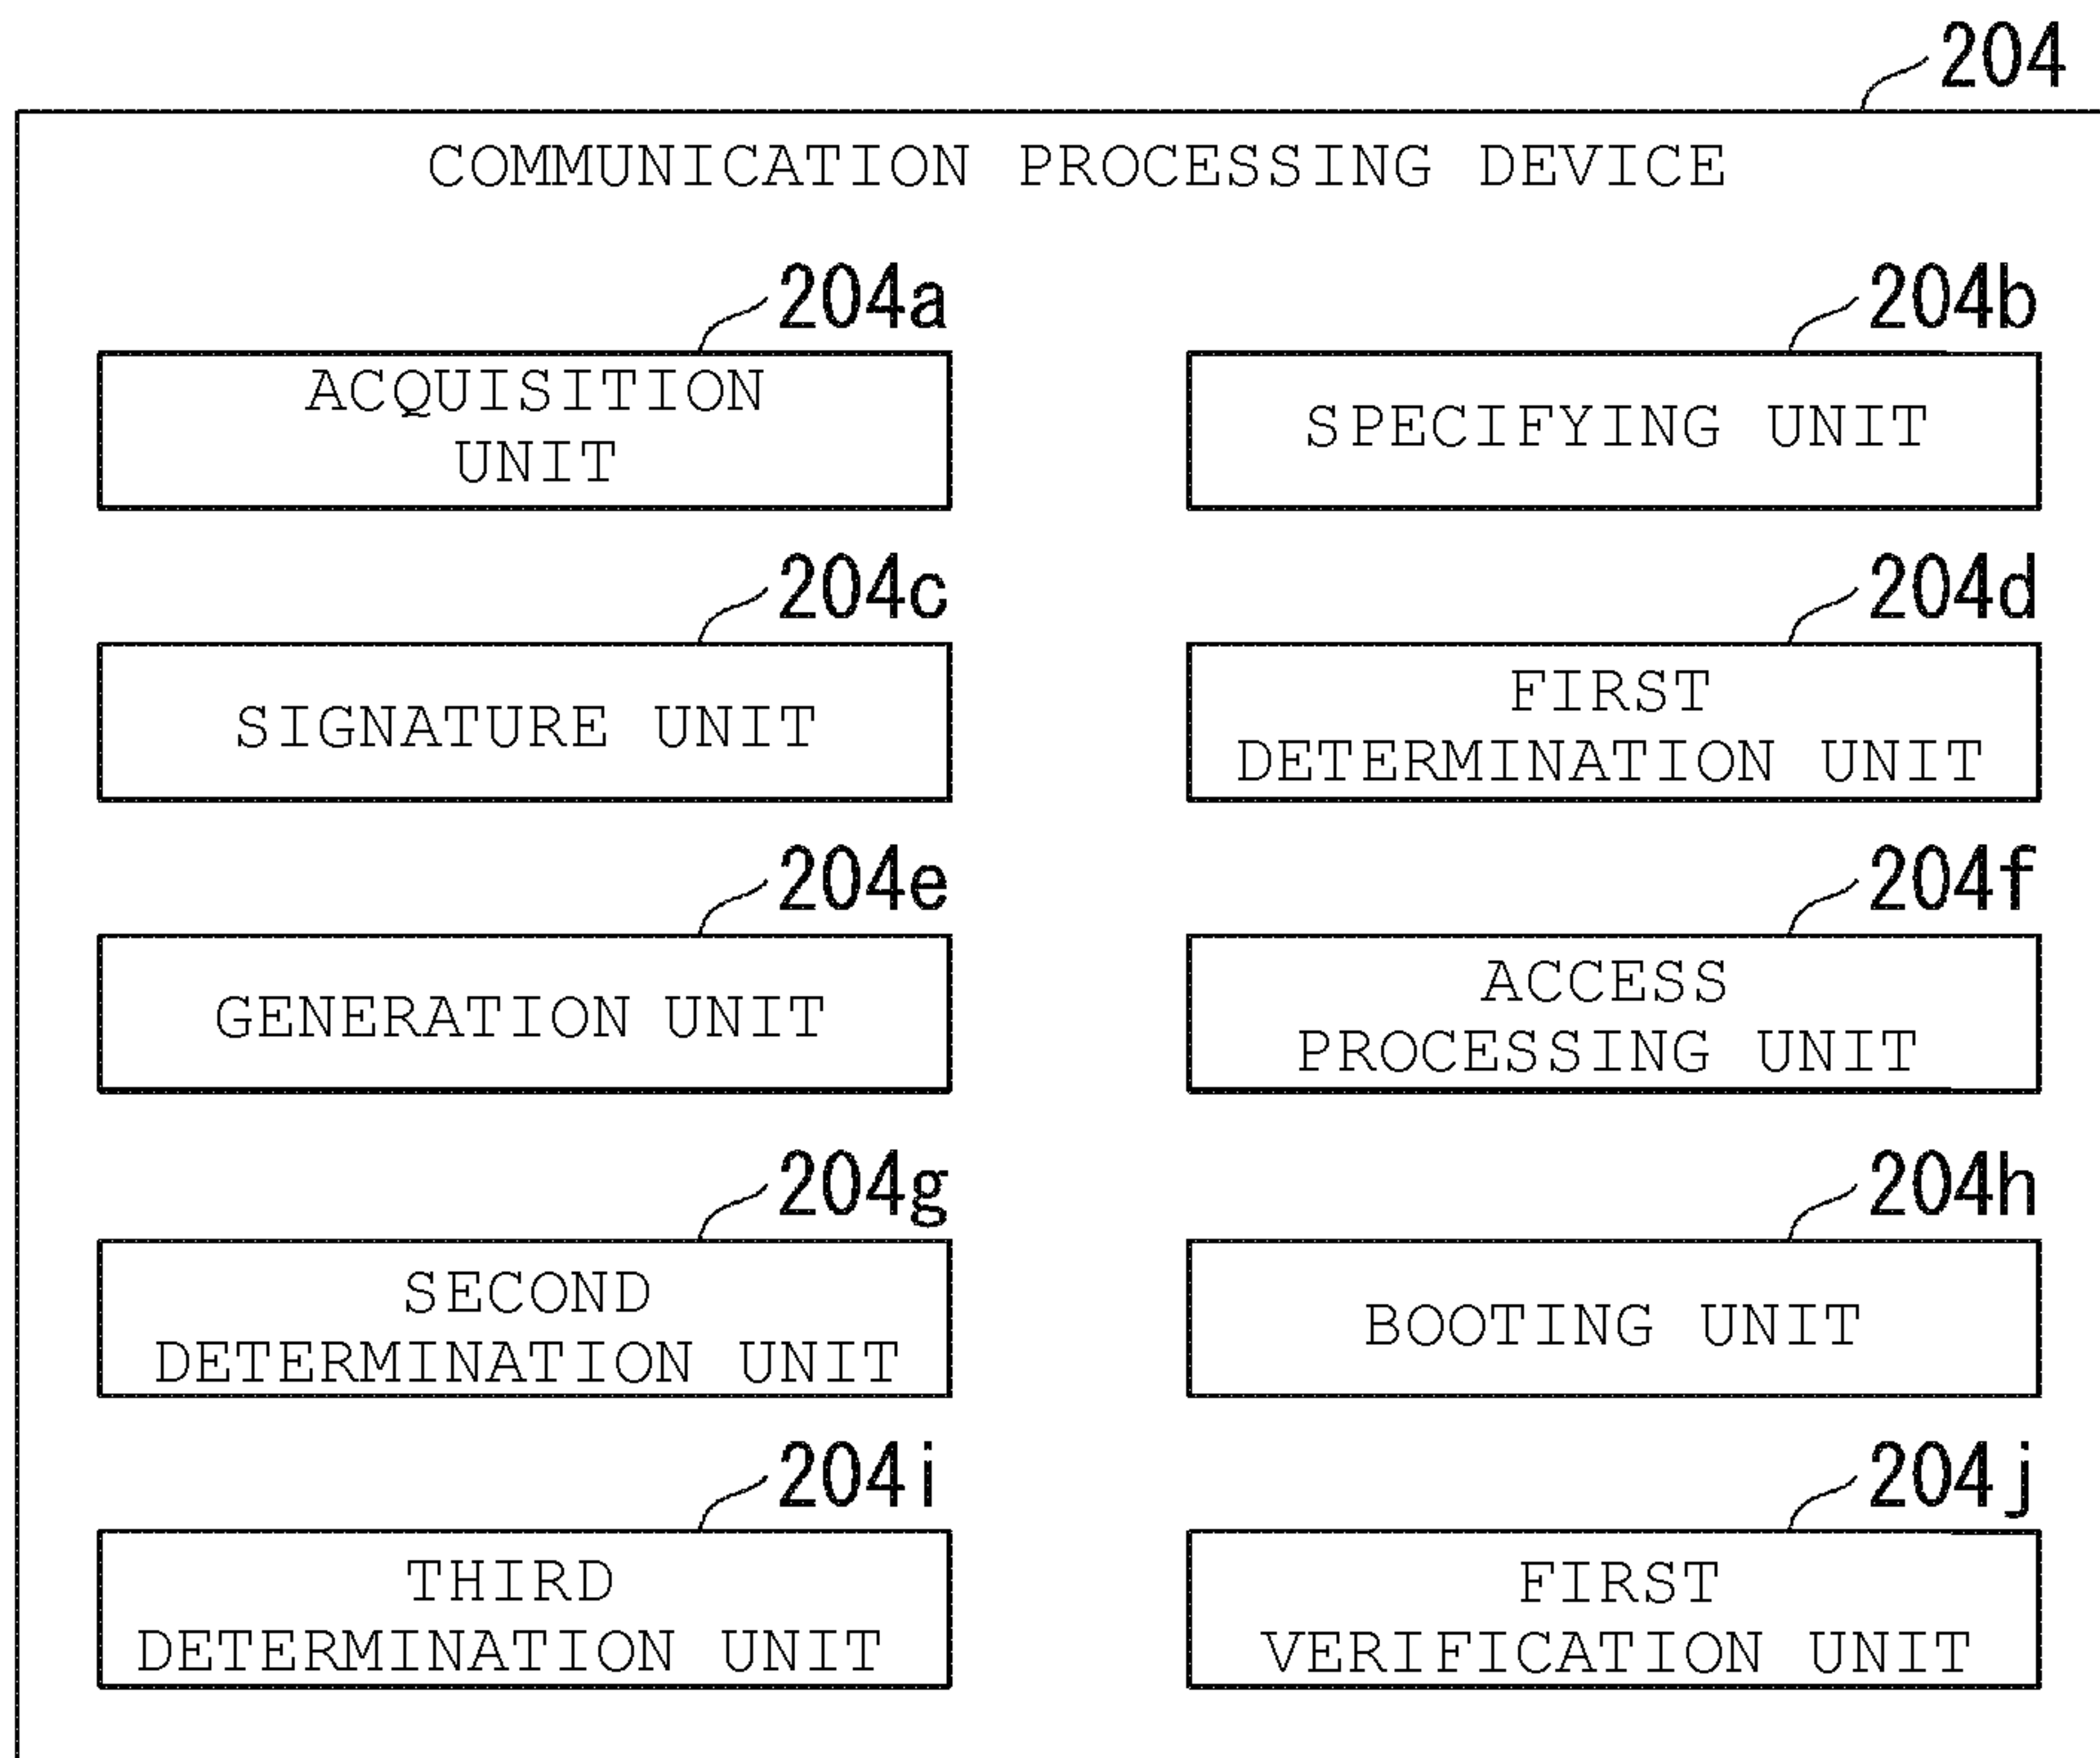 204
COMMUNICATION PROCESSING DEVICE
204a
ACQUISITION
UNIT
204b
SPECIFYING UNIT
204c
SIGNATURE UNIT
204d
FIRST
DETERMINATION UNIT
204e
GENERATION UNIT
204f
ACCESS
PROCESSING UNIT
204g
SECOND
DETERMINATION UNIT
204h
BOOTING UNIT
204i
THIRD
DETERMINATION UNIT
204j
FIRST
VERIFICATION UNIT